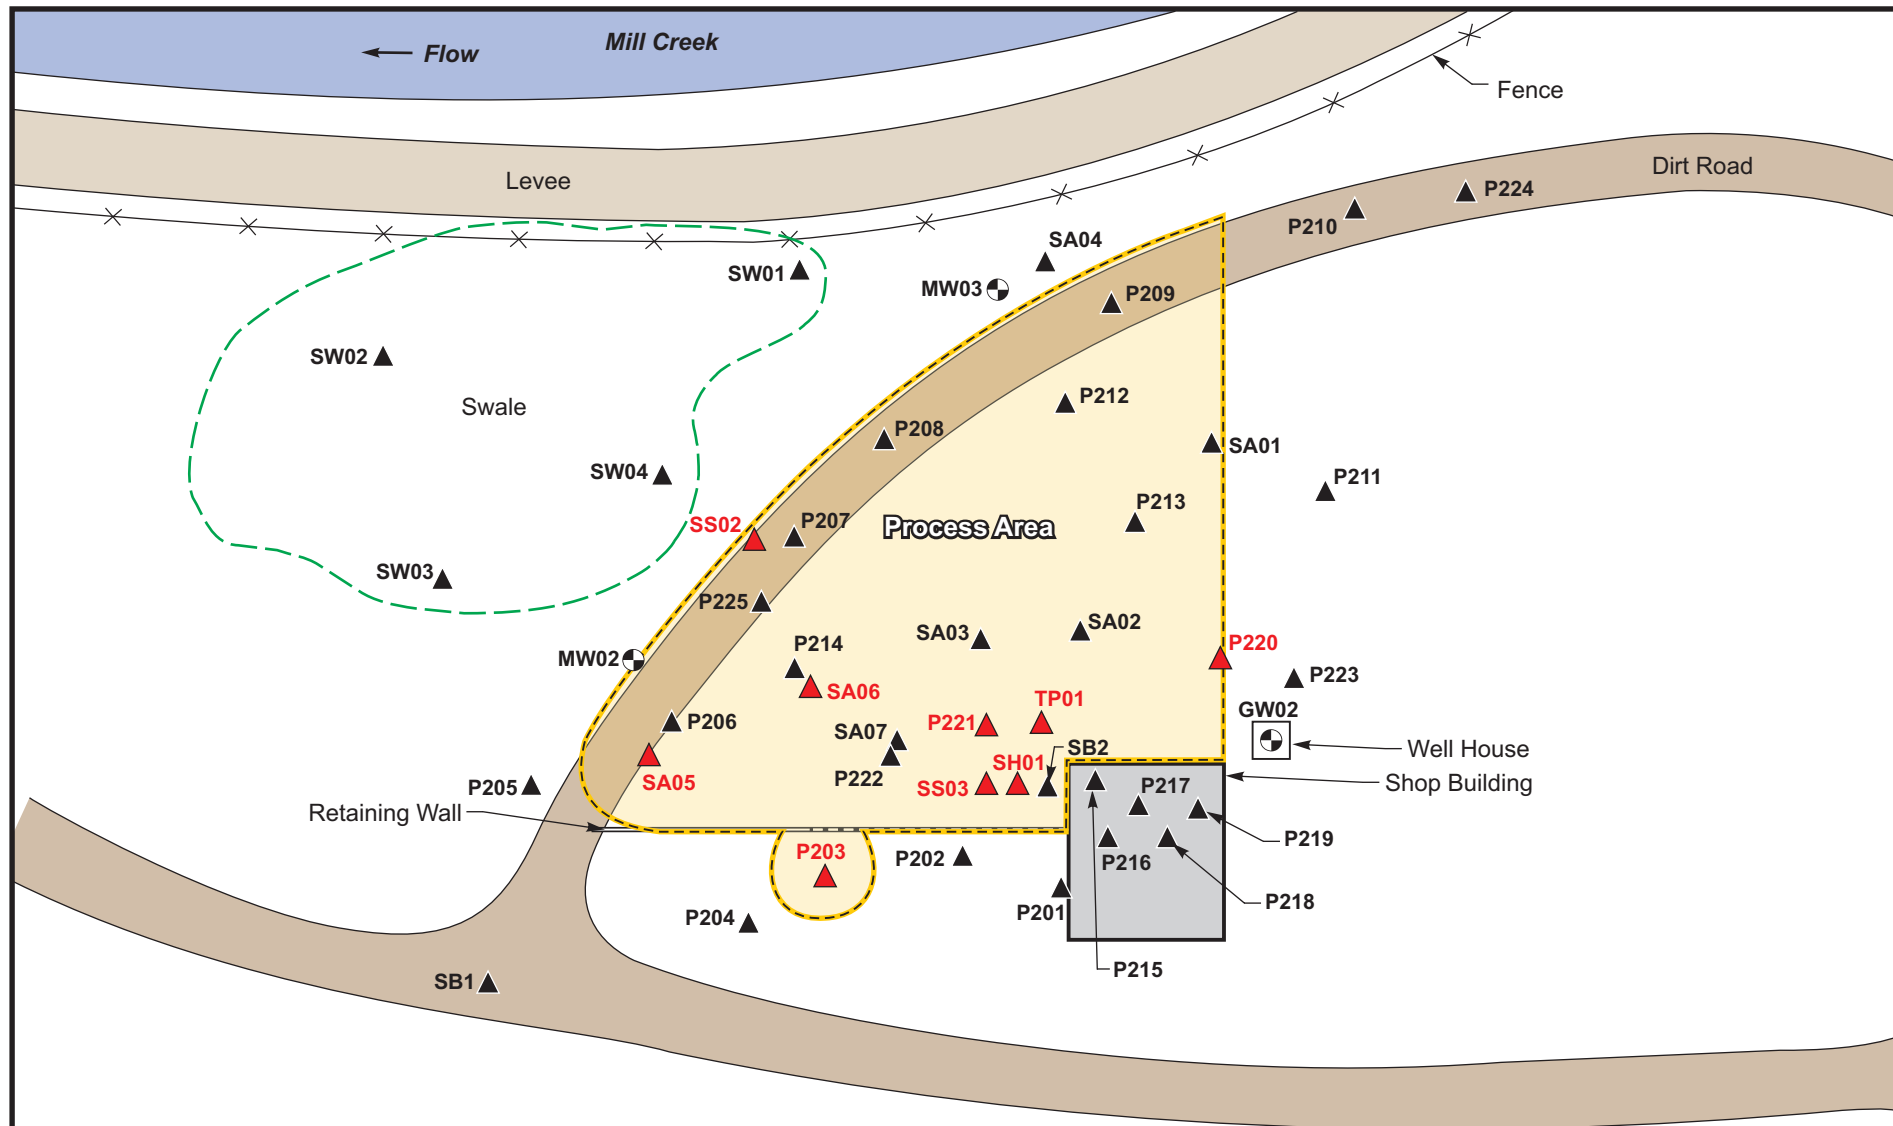 Mill Creek
Flow
Fence
Dirt Road
Levee
P224
P210
SA04
SW01
MW03
P209
SW02
P212
Swale
P208
SA01
SW04
P211
P213
SS02
P207
Process Area
SW03
P225
SA03
SA02
P214
P220
MW02
P223
SA06
TP01
P221
GW02
P206
SA07
SB2
Well House
SH01
P222
SA05
SS03
Shop Building
P205
P217
Retaining Wall
P219
P203
P202
P216
P218
P201
P204
P215
SB1